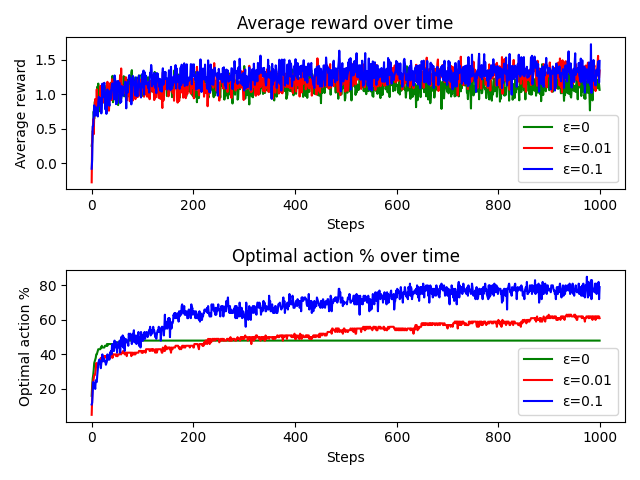 Average reward over time
Average reward
1.5
1.0
0.5
0.0
ε=0
ε=0.01
ε=0.1
0 200 400 600 800 1000
Steps
Optimal action % over time
Optimal action %
80
60
40
20
ε=0
ε=0.01
ε=0.1
0 200 400 600 800 1000
Steps